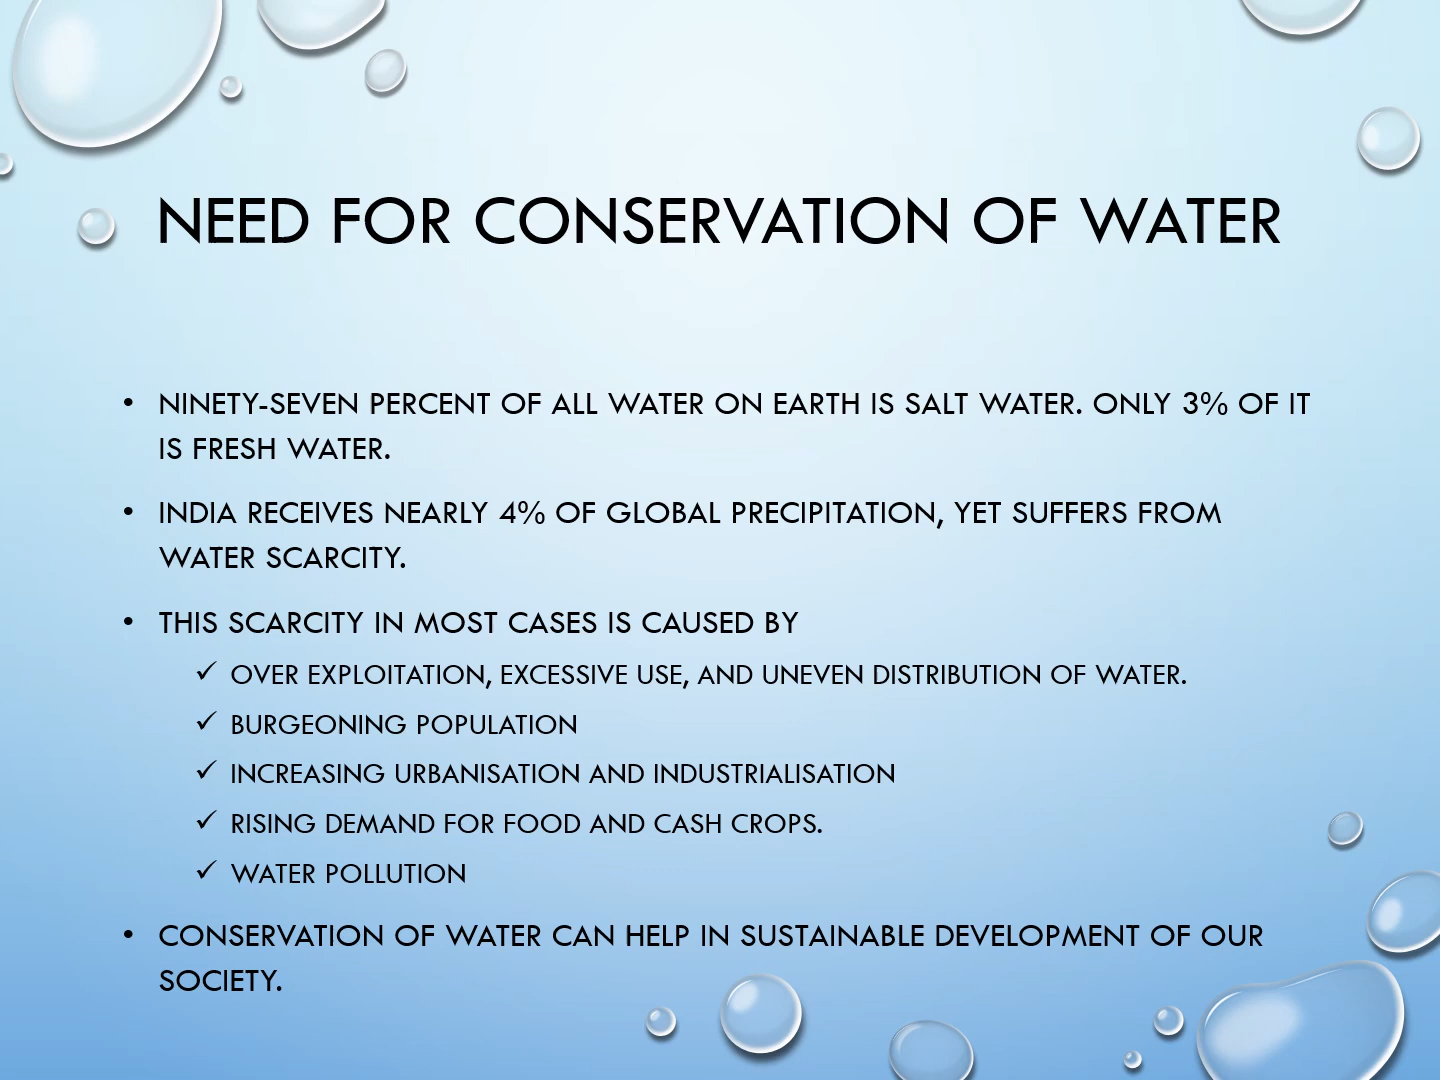 NEED FOR CONSERVATION OF WATER
• NINETY-SEVEN PERCENT OF ALL WATER ON EARTH IS SALT WATER. ONLY 3% OF IT
IS FRESH WATER.
• INDIA RECEIVES NEARLY 4% OF GLOBAL PRECIPITATION, YET SUFFERS FROM
WATER SCARCITY.
• THIS SCARCITY IN MOST CASES IS CAUSED BY
✓ OVER EXPLOITATION, EXCESSIVE USE, AND UNEVEN DISTRIBUTION OF WATER.
✓ BURGEONING POPULATION
✓ INCREASING URBANISATION AND INDUSTRIALISATION
✓ RISING DEMAND FOR FOOD AND CASH CROPS.
✓ WATER POLLUTION
• CONSERVATION OF WATER CAN HELP IN SUSTAINABLE DEVELOPMENT OF OUR
SOCIETY.